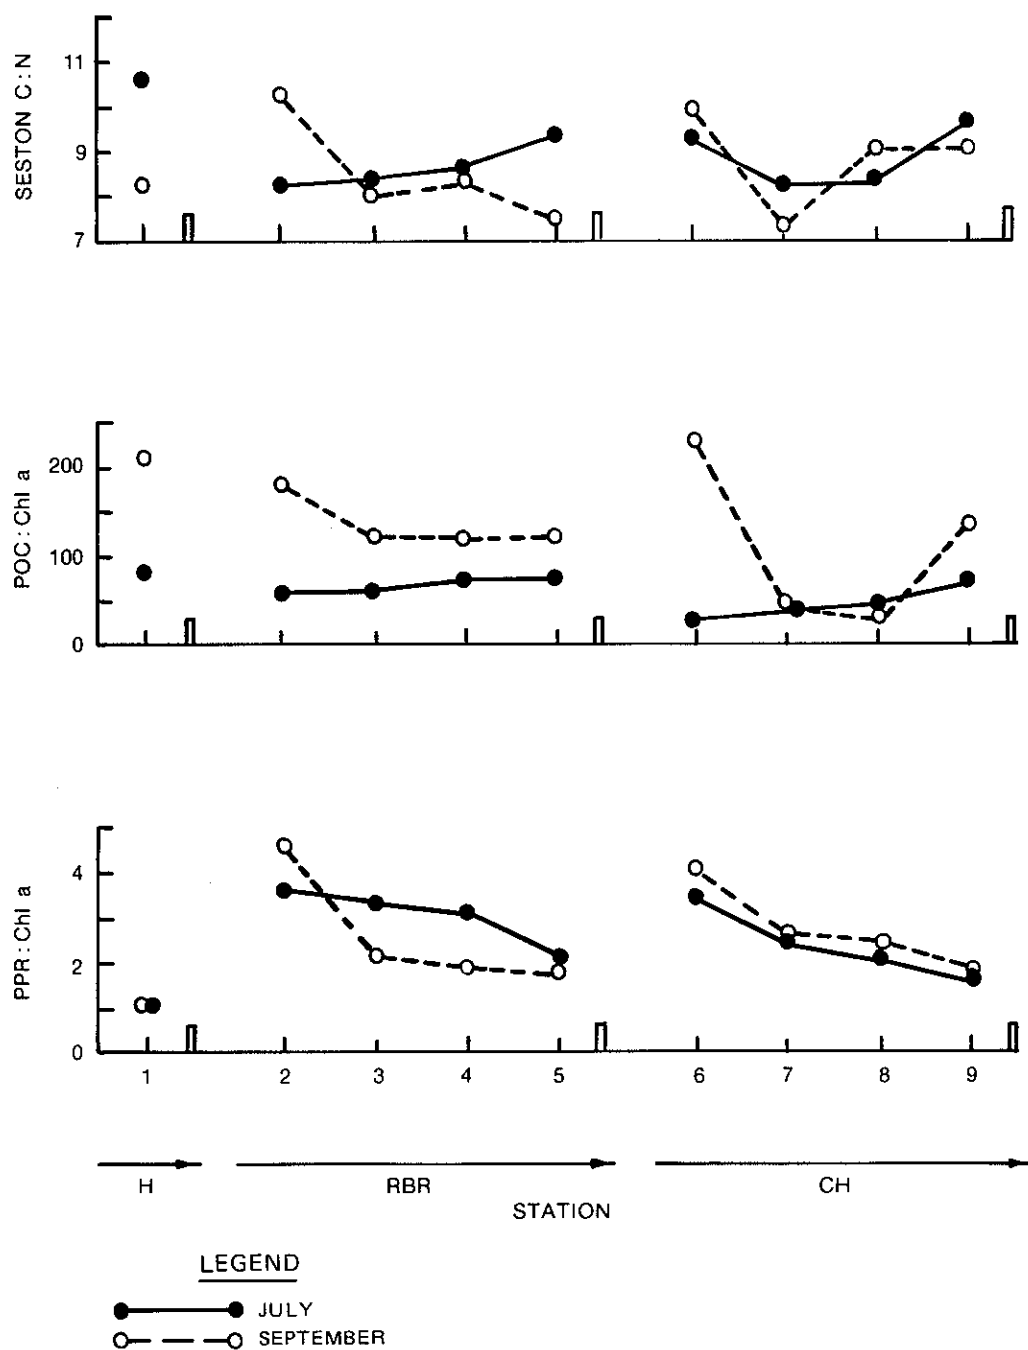 SESTON C:N
11
9
7
POC:Chl a
200
100
0
PPR:Chl a
4
2
0
1 2 3 4 5 6 7 8 9
H RBR CH
STATION
LEGEND
JULY
SEPTEMBER